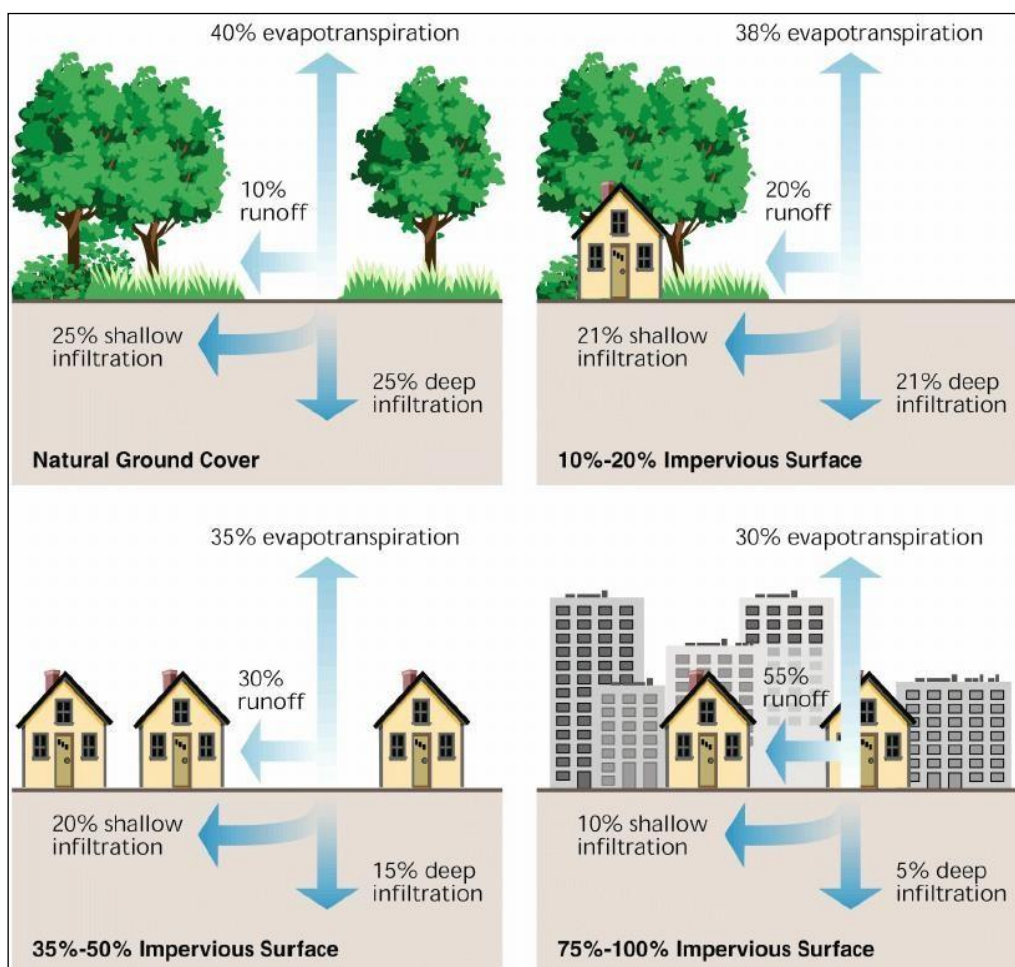 40% evapotranspiration
10%
runoff
25% shallow
infiltration
25% deep
infiltration
Natural Ground Cover
38% evapotranspiration
20%
runoff
21% shallow
infiltration
21% deep
infiltration
10%-20% Impervious Surface
35% evapotranspiration
30%
runoff
20% shallow
infiltration
15% deep
infiltration
35%-50% Impervious Surface
30% evapotranspiration
55%
runoff
10% shallow
infiltration
5% deep
infiltration
75%-100% Impervious Surface